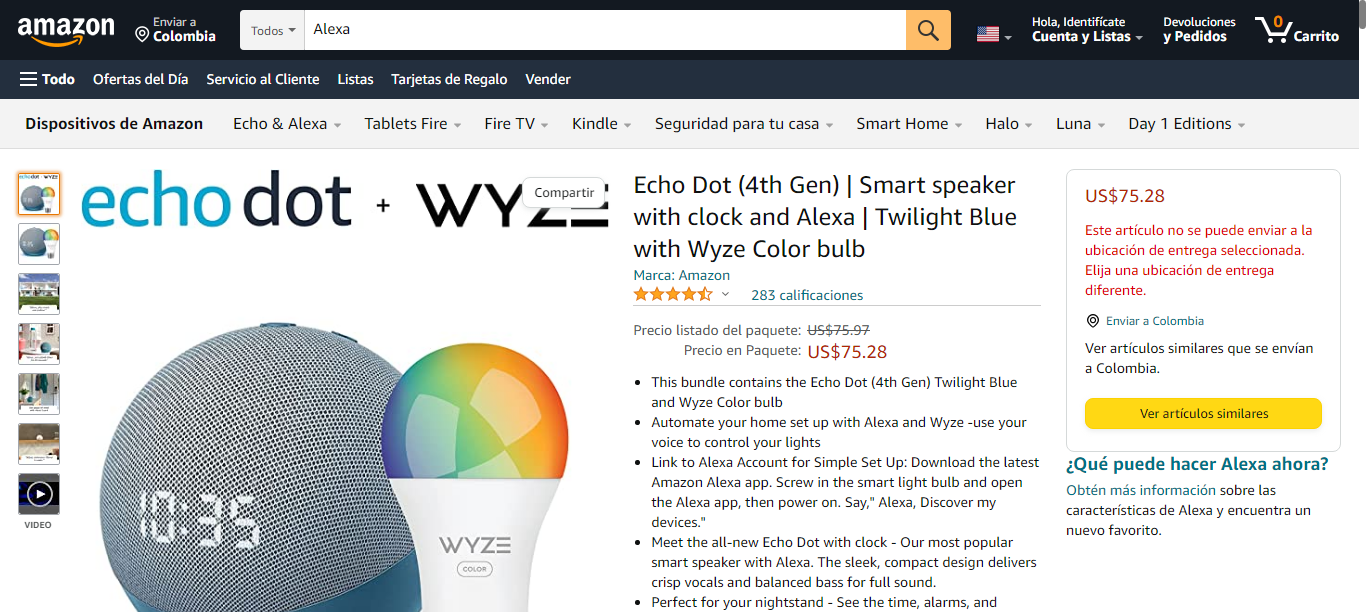 amazon
Enviar a
Colombia
Todos
Alexa
Hola, Identifícate
Cuenta y Listas
Devoluciones
y Pedidos
0
Carrito
Todo
Ofertas del Día
Servicio al Cliente
Listas
Tarjetas de Regalo
Vender
Dispositivos de Amazon
Echo & Alexa
Tablets Fire
Fire TV
Kindle
Seguridad para tu casa
Smart Home
Halo
Luna
Day 1 Editions
echo dot + WYZE
Compartir
10:35
WYZE
COLOR
VIDEO
Echo Dot (4th Gen) | Smart speaker
with clock and Alexa | Twilight Blue
with Wyze Color bulb
Marca: Amazon
283 calificaciones
Precio listado del paquete: US$75.97
Precio en Paquete: US$75.28
This bundle contains the Echo Dot (4th Gen) Twilight Blue
and Wyze Color bulb
Automate your home set up with Alexa and Wyze -use your
voice to control your lights
Link to Alexa Account for Simple Set Up: Download the latest
Amazon Alexa app. Screw in the smart light bulb and open
the Alexa app, then power on. Say," Alexa, Discover my
devices."
Meet the all-new Echo Dot with clock - Our most popular
smart speaker with Alexa. The sleek, compact design delivers
crisp vocals and balanced bass for full sound.
Perfect for your nightstand - See the time, alarms, and
US$75.28
Este artículo no se puede enviar a la
ubicación de entrega seleccionada.
Elija una ubicación de entrega
diferente.
Enviar a Colombia
Ver artículos similares que se envían
a Colombia.
Ver artículos similares
¿Qué puede hacer Alexa ahora?
Obtén más información sobre las
características de Alexa y encuentra un
nuevo favorito.